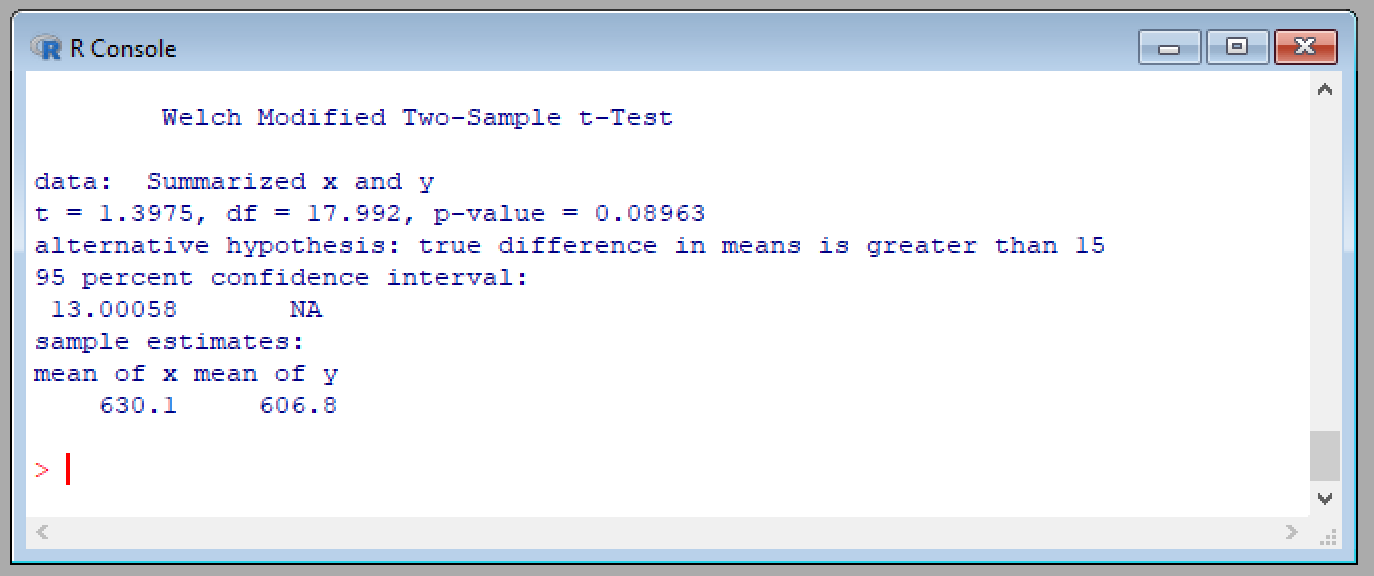 R Console
Welch Modified Two-Sample t-Test
data:  Summarized x and y
t = 1.3975, df = 17.992, p-value = 0.08963
alternative hypothesis: true difference in means is greater than 15
95 percent confidence interval:
 13.00058       NA
sample estimates:
mean of x mean of y
    630.1     606.8
>